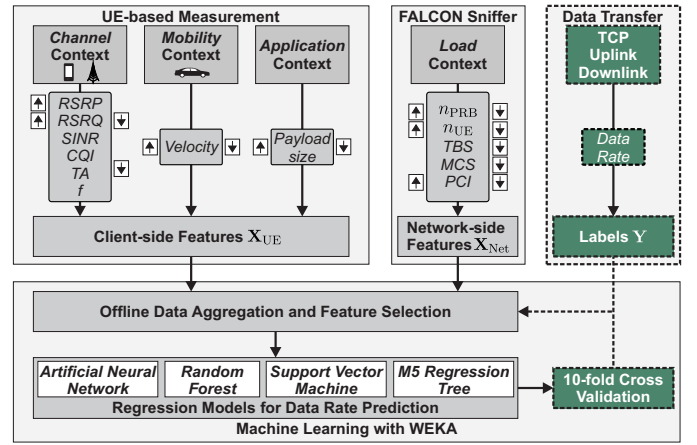 UE-based Measurement
Channel
Context
Mobility
Context
Application
Context
RSRP
RSRQ
SINR
CQI
TA
f
Velocity
Payload
size
Client-side Features X_UE
FALCON Sniffer
Load
Context
n_PRB
n_UE
TBS
MCS
PCI
Network-side
Features X_Net
Data Transfer
TCP
Uplink
Downlink
Data
Rate
Labels Y
Offline Data Aggregation and Feature Selection
Artificial Neural
Network
Random
Forest
Support Vector
Machine
M5 Regression
Tree
Regression Models for Data Rate Prediction
10-fold Cross
Validation
Machine Learning with WEKA